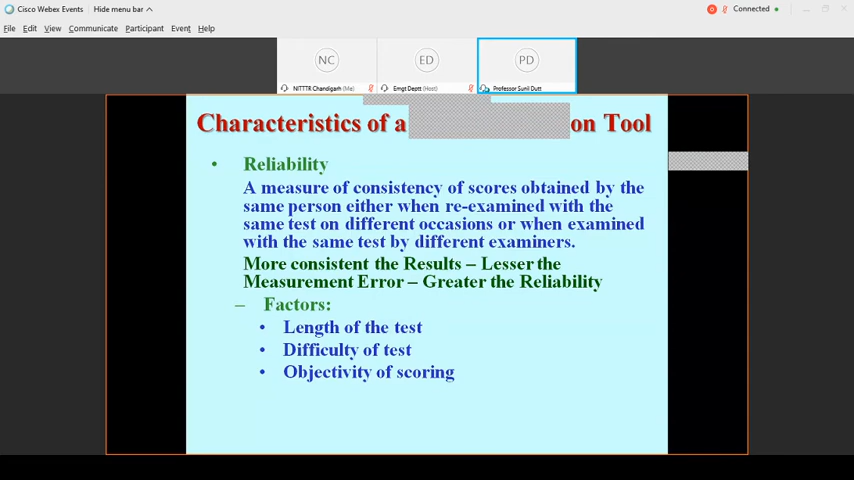 Cisco Webex Events Hide menu bar Connected
File Edit View Communicate Participant Event Help
NC ED PD
NITTTR Chandigarh (Me) Emgt Deptt (Host) Professor Sunil Dutt
Characteristics of a on Tool
• Reliability
A measure of consistency of scores obtained by the
same person either when re-examined with the
same test on different occasions or when examined
with the same test by different examiners.
More consistent the Results – Lesser the
Measurement Error – Greater the Reliability
– Factors:
• Length of the test
• Difficulty of test
• Objectivity of scoring